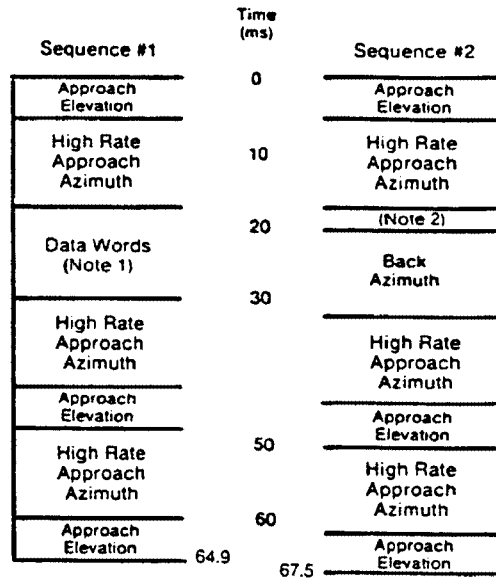 Time
(ms)
Sequence #1
Sequence #2
0
10
20
30
50
60
Approach
Elevation
High Rate
Approach
Azimuth
Data Words
(Note 1)
High Rate
Approach
Azimuth
Approach
Elevation
High Rate
Approach
Azimuth
Approach
Elevation
64.9
Approach
Elevation
High Rate
Approach
Azimuth
(Note 2)
Back
Azimuth
High Rate
Approach
Azimuth
Approach
Elevation
High Rate
Approach
Azimuth
Approach
Elevation
67.5